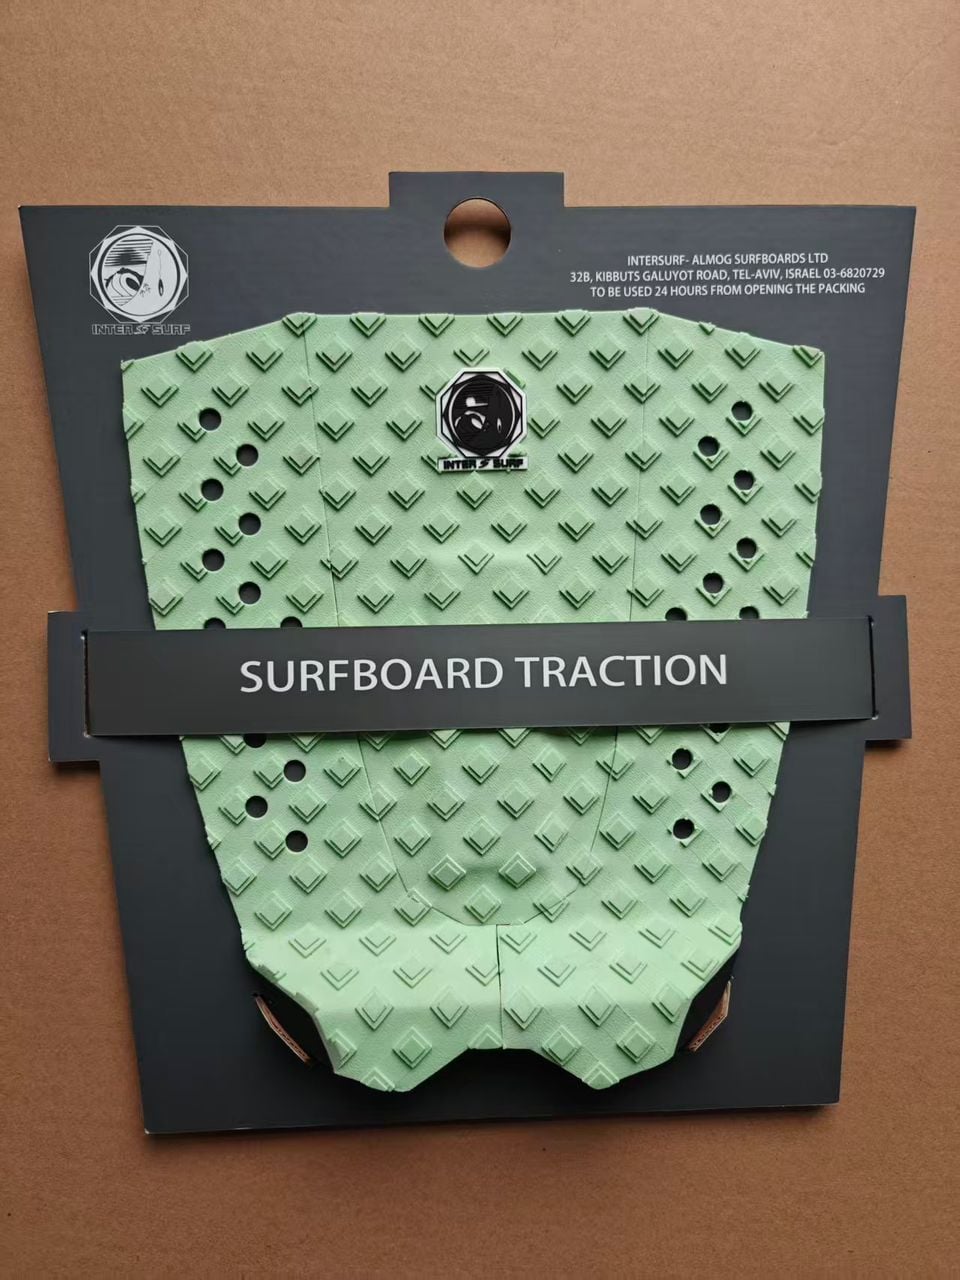 INTERSURF- ALMOG SURFBOARDS LTD
32B, KIBBUTS GALUYOT ROAD, TEL-AVIV, ISRAEL 03-6820729
TO BE USED 24 HOURS FROM OPENING THE PACKING
INTER SURF
INTER SURF
SURFBOARD TRACTION